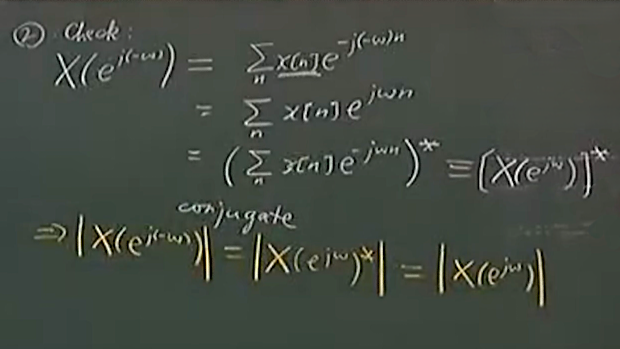 ② Check:
X(e^{j(-ω)}) = Σ_n x[n] e^{-j(-ω)n}
= Σ_n x[n] e^{jωn}
= (Σ_n x[n] e^{-jωn})^* ≡ [X(e^{jω})]^*
conjugate
⇒ |X(e^{j(-ω)})| = |X(e^{jω})^*| = |X(e^{jω})|